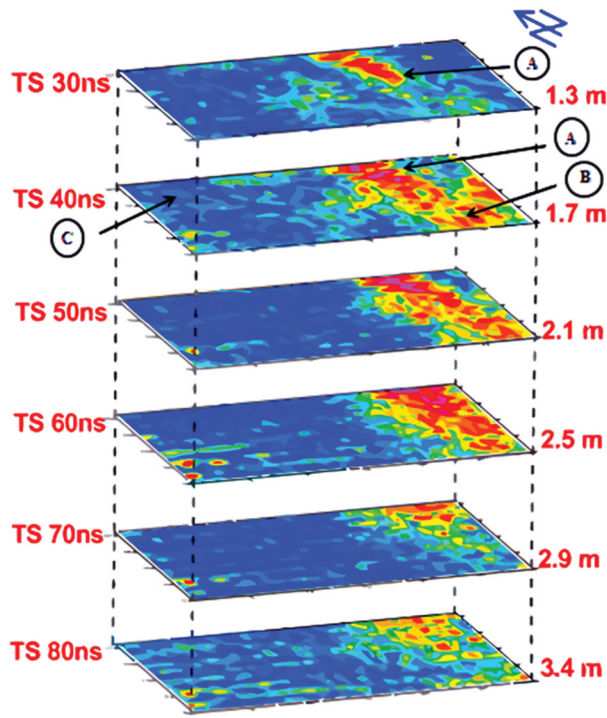 A
TS 30ns
1.3 m
A
B
TS 40ns
1.7 m
C
TS 50ns
2.1 m
TS 60ns
2.5 m
TS 70ns
2.9 m
TS 80ns
3.4 m